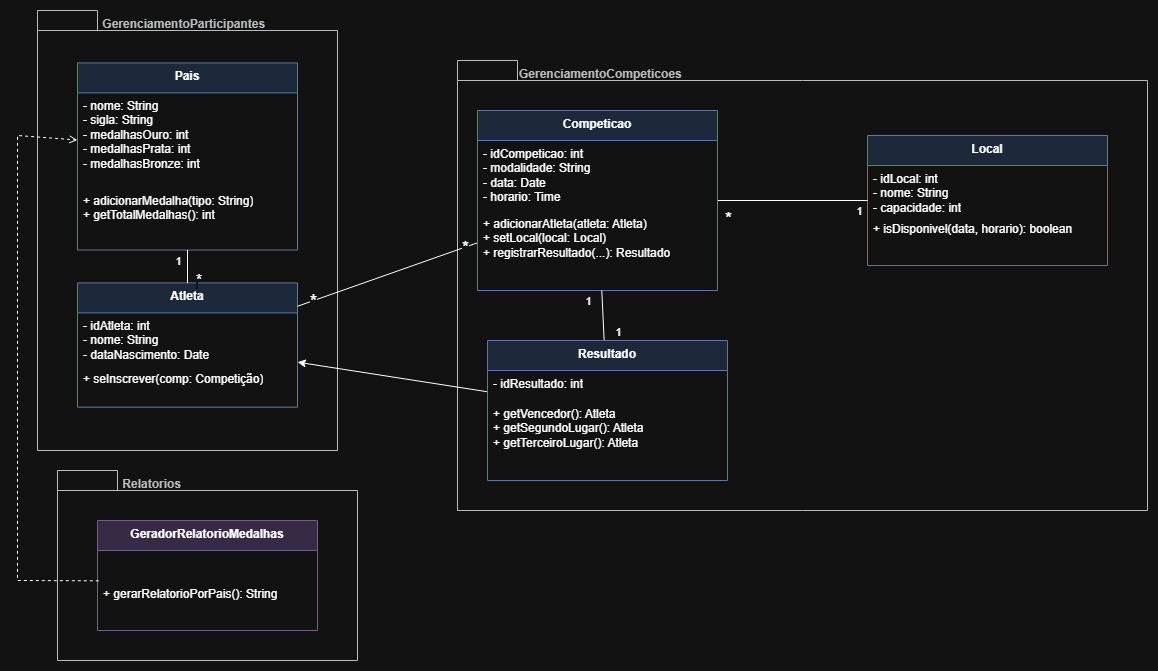 GerenciamentoParticipantes
Pais
- nome: String
- sigla: String
- medalhasOuro: int
- medalhasPrata: int
- medalhasBronze: int
+ adicionarMedalha(tipo: String)
+ getTotalMedalhas(): int
1
*
Atleta
- idAtleta: int
- nome: String
- dataNascimento: Date
+ seInscrever(comp: Competição)
*
*
GerenciamentoCompeticoes
Competicao
- idCompeticao: int
- modalidade: String
- data: Date
- horario: Time
+ adicionarAtleta(atleta: Atleta)
+ setLocal(local: Local)
+ registrarResultado(...): Resultado
*
1
Local
- idLocal: int
- nome: String
- capacidade: int
+ isDisponivel(data, horario): boolean
1
1
Resultado
- idResultado: int
+ getVencedor(): Atleta
+ getSegundoLugar(): Atleta
+ getTerceiroLugar(): Atleta
Relatorios
GeradorRelatorioMedalhas
+ gerarRelatorioPorPais(): String